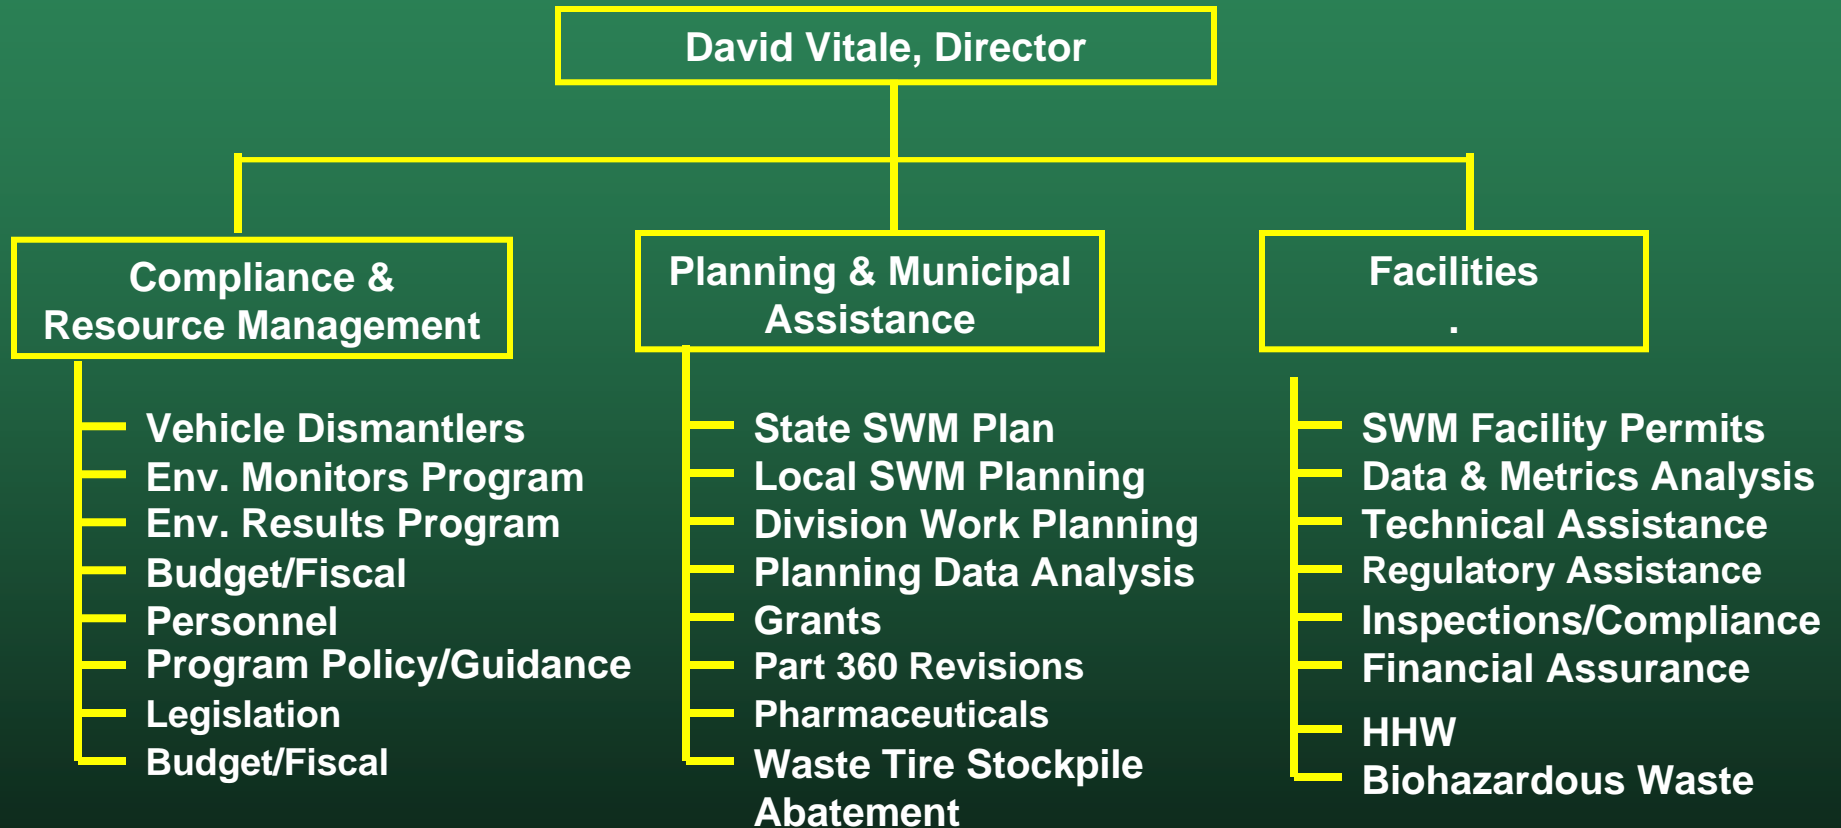 David Vitale, Director
Compliance &
Resource Management
Vehicle Dismantlers
Env. Monitors Program
Env. Results Program
Budget/Fiscal
Personnel
Program Policy/Guidance
Legislation
Budget/Fiscal
Planning & Municipal
Assistance
State SWM Plan
Local SWM Planning
Division Work Planning
Planning Data Analysis
Grants
Part 360 Revisions
Pharmaceuticals
Waste Tire Stockpile
Abatement
Facilities
.
SWM Facility Permits
Data & Metrics Analysis
Technical Assistance
Regulatory Assistance
Inspections/Compliance
Financial Assurance
HHW
Biohazardous Waste